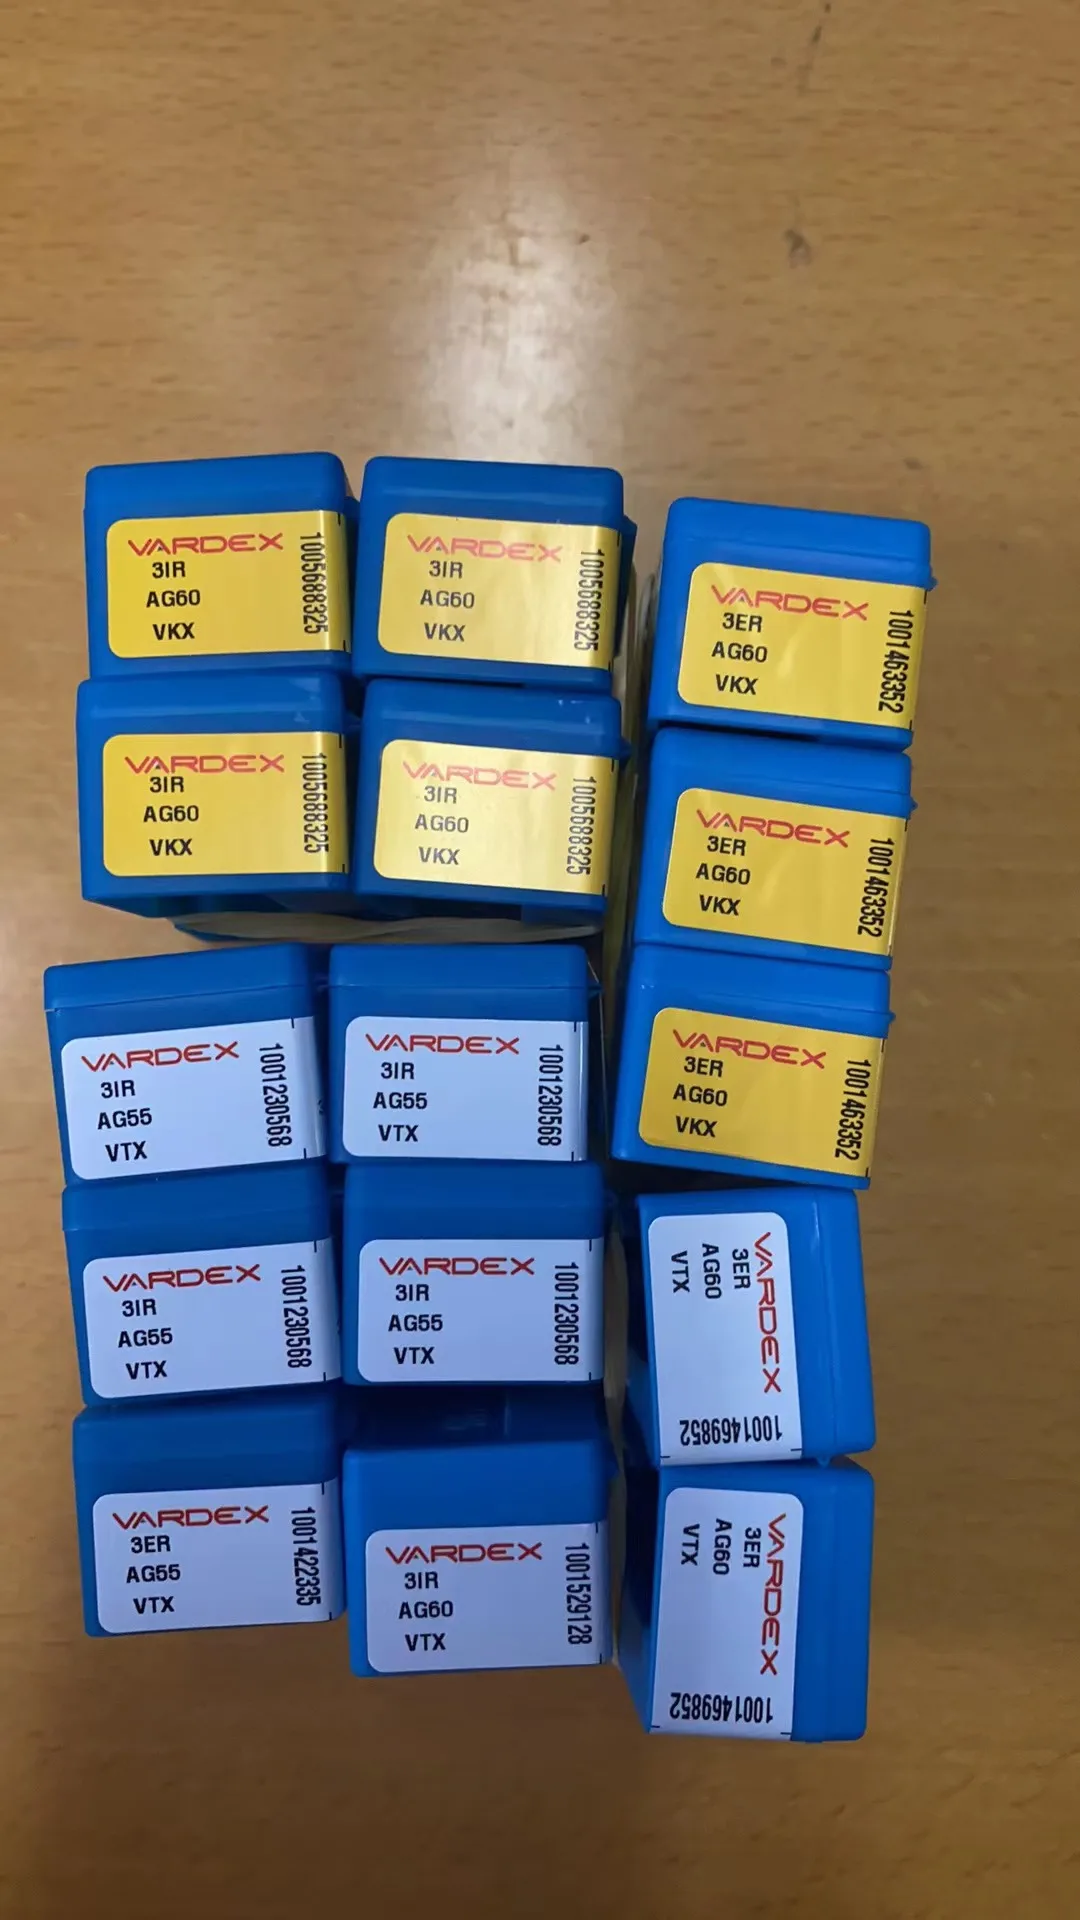 VARDEX
3IR
AG60
VKX
1005688325
VARDEX
3IR
AG60
VKX
1005688325
VARDEX
3ER
AG60
VKX
1001463352
VARDEX
3IR
AG60
VKX
1005688325
VARDEX
3IR
AG60
VKX
1005688325
VARDEX
3ER
AG60
VKX
1001463352
VARDEX
3IR
AG55
VTX
1001230568
VARDEX
3IR
AG55
VTX
1001230568
VARDEX
3ER
AG60
VKX
1001463352
VARDEX
3IR
AG55
VTX
1001230568
VARDEX
3IR
AG55
VTX
1001230568
VARDEX
3ER
AG60
VTX
1001469852
VARDEX
3ER
AG55
VTX
1001422335
VARDEX
3IR
AG60
VTX
1001529128
VARDEX
3ER
AG60
VTX
1001469852